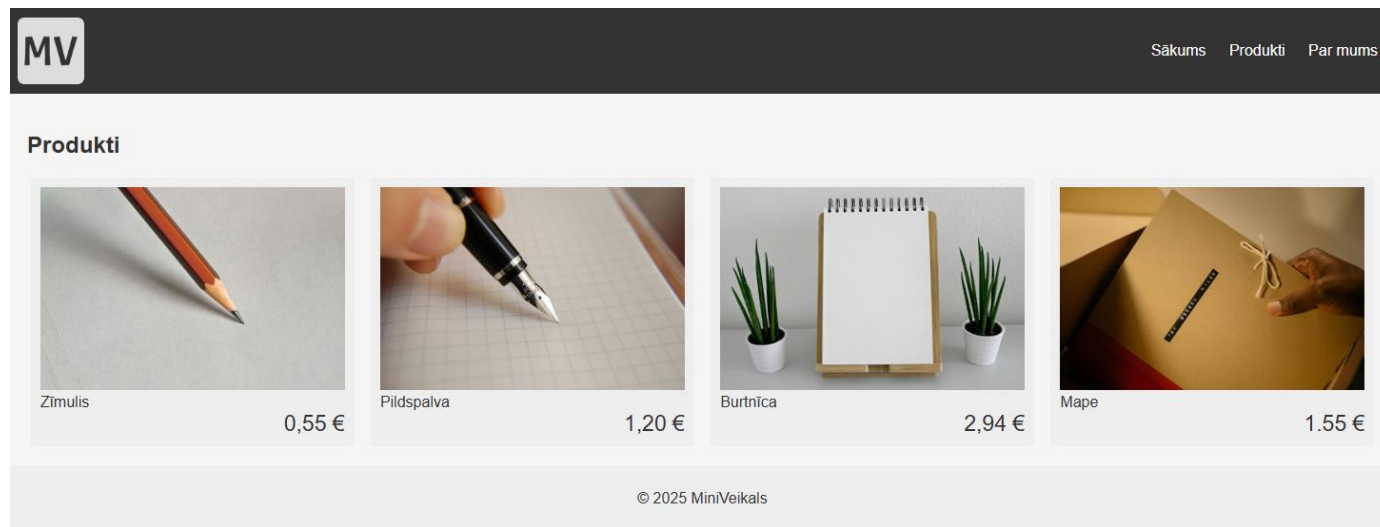 MV
Sākums Produkti Par mums
Produkti
Zīmulis
0,55 €
Pildspalva
1,20 €
Burtnīca
2,94 €
Mape
1.55 €
© 2025 MiniVeikals